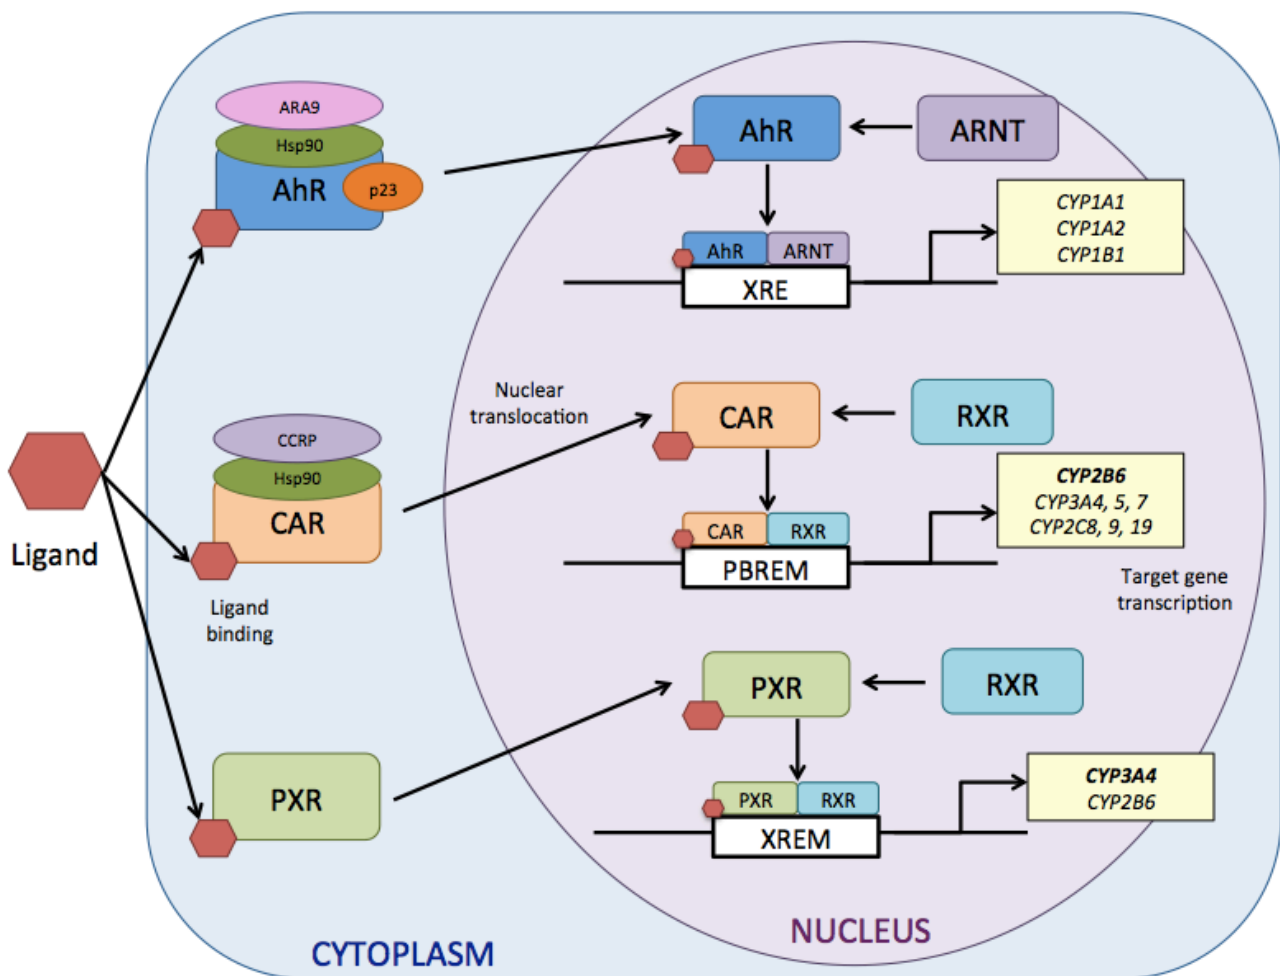 ARA9
Hsp90
AhR
p23
AhR
ARNT
CYP1A1
CYP1A2
CYP1B1
AhR
ARNT
XRE
Nuclear
translocation
CAR
RXR
CCRP
Hsp90
CAR
Ligand
CYP2B6
CYP3A4, 5, 7
CYP2C8, 9, 19
CAR
RXR
PBREM
Ligand
binding
Target gene
transcription
PXR
RXR
PXR
CYP3A4
CYP2B6
PXR
RXR
XREM
NUCLEUS
CYTOPLASM